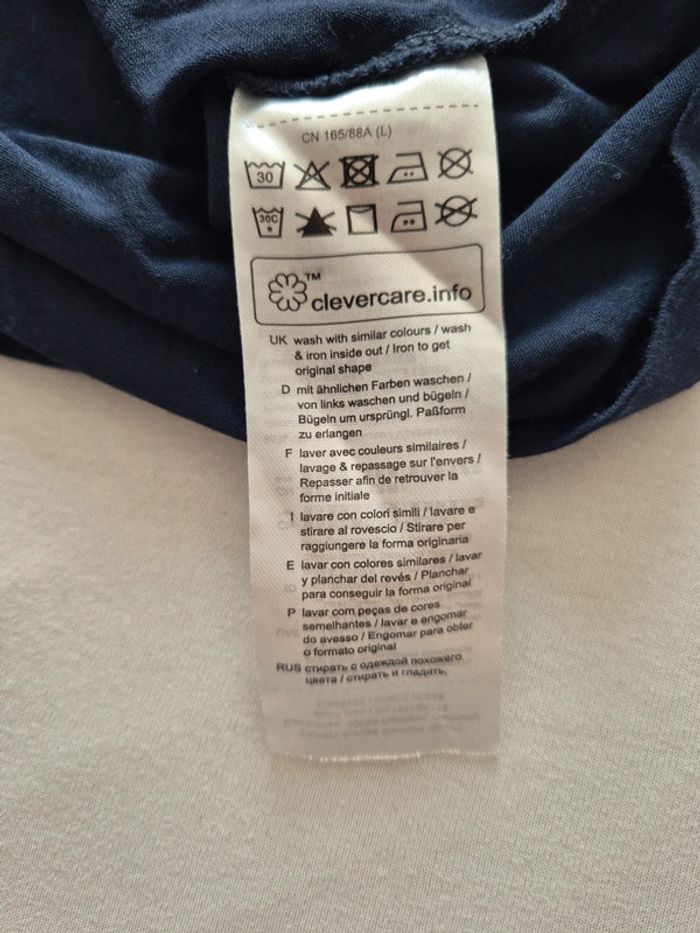 CN 165/88A (L)
30
30C
clevercare.info™
UK wash with similar colours / wash
& iron inside out / Iron to get
original shape
D mit ähnlichen Farben waschen /
von links waschen und bügeln /
Bügeln um ursprüngl. Paßform
zu erlangen
F laver avec couleurs similaires /
lavage & repassage sur l'envers /
Repasser afin de retrouver la
forme initiale
I lavare con colori simili / lavare e
stirare al rovescio / Stirare per
raggiungere la forma originaria
E lavar con colores similares / lavar
y planchar del revés / Planchar
para conseguir la forma original
P lavar com peças de cores
semelhantes / lavar e engomar
do avesso / Engomar para obter
o formato original
RUS стирать с одеждой похожего
цвета / стирать и гладить,